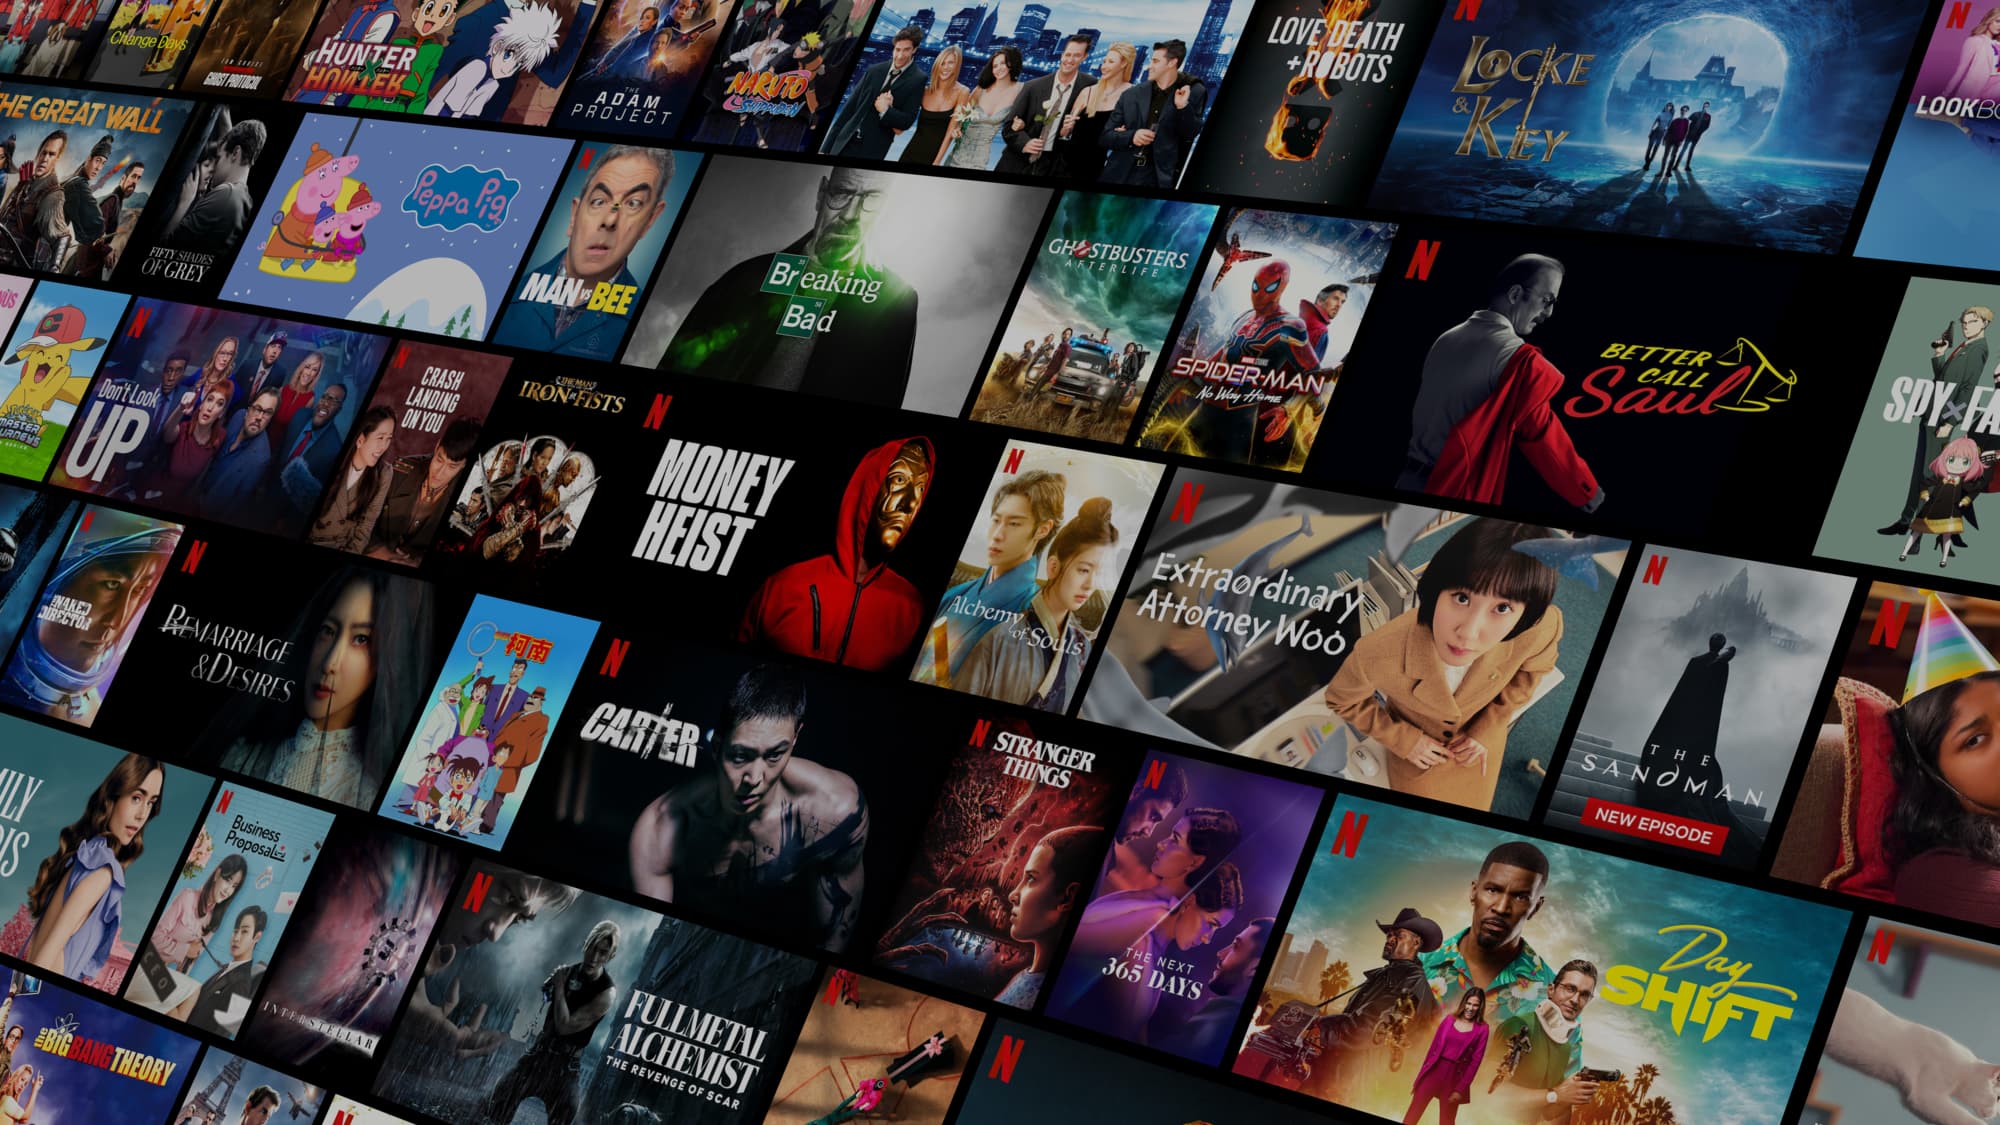 Change Days
GHOST PROTOCOL
HUNTER
HUNTER
THE
ADAM
PROJECT
NARUTO
SHIPPUDEN
LOVE DEATH
+ROBOTS
LOCKE
& KEY
LOOKBO
THE GREAT WALL
FIFTY SHADES
OF GREY
Peppa Pig
MAN vs BEE
Breaking
Bad
GHOSTBUSTERS
AFTERLIFE
SPIDER-MAN
No Way Home
BETTER
CALL
Saul
SPY×FA
MASTER
JOURNEYS
Don't Look
UP
CRASH
LANDING
ON YOU
THE MAN
WITH THE
IRON FISTS
MONEY
HEIST
Alchemy
of Souls
Extraordinary
Attorney Woo
THE
SANDMAN
NEW EPISODE
THE NAKED
DIRECTOR
REMARRIAGE
& DESIRES
柯南
CARTER
STRANGER
THINGS
THE NEXT
365 DAYS
Day
SHIFT
ILY
IS
Business
Proposal
INTERSTELLAR
FULLMETAL
ALCHEMIST
THE REVENGE OF SCAR
THE BIG BANG THEORY